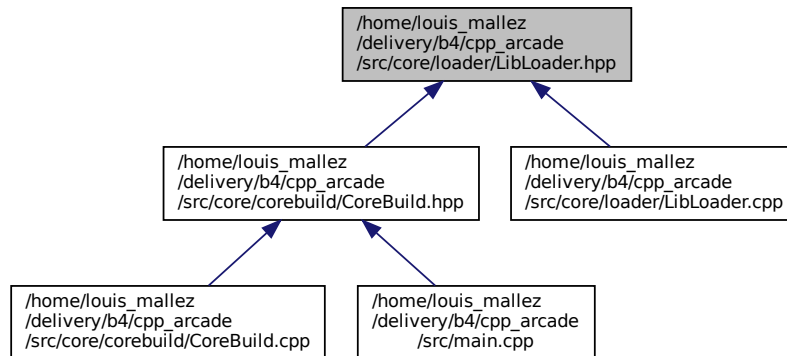 /home/louis_mallez
/delivery/b4/cpp_arcade
/src/core/loader/LibLoader.hpp
/home/louis_mallez
/delivery/b4/cpp_arcade
/src/core/corebuild/CoreBuild.hpp
/home/louis_mallez
/delivery/b4/cpp_arcade
/src/core/loader/LibLoader.cpp
/home/louis_mallez
/delivery/b4/cpp_arcade
/src/core/corebuild/CoreBuild.cpp
/home/louis_mallez
/delivery/b4/cpp_arcade
/src/main.cpp